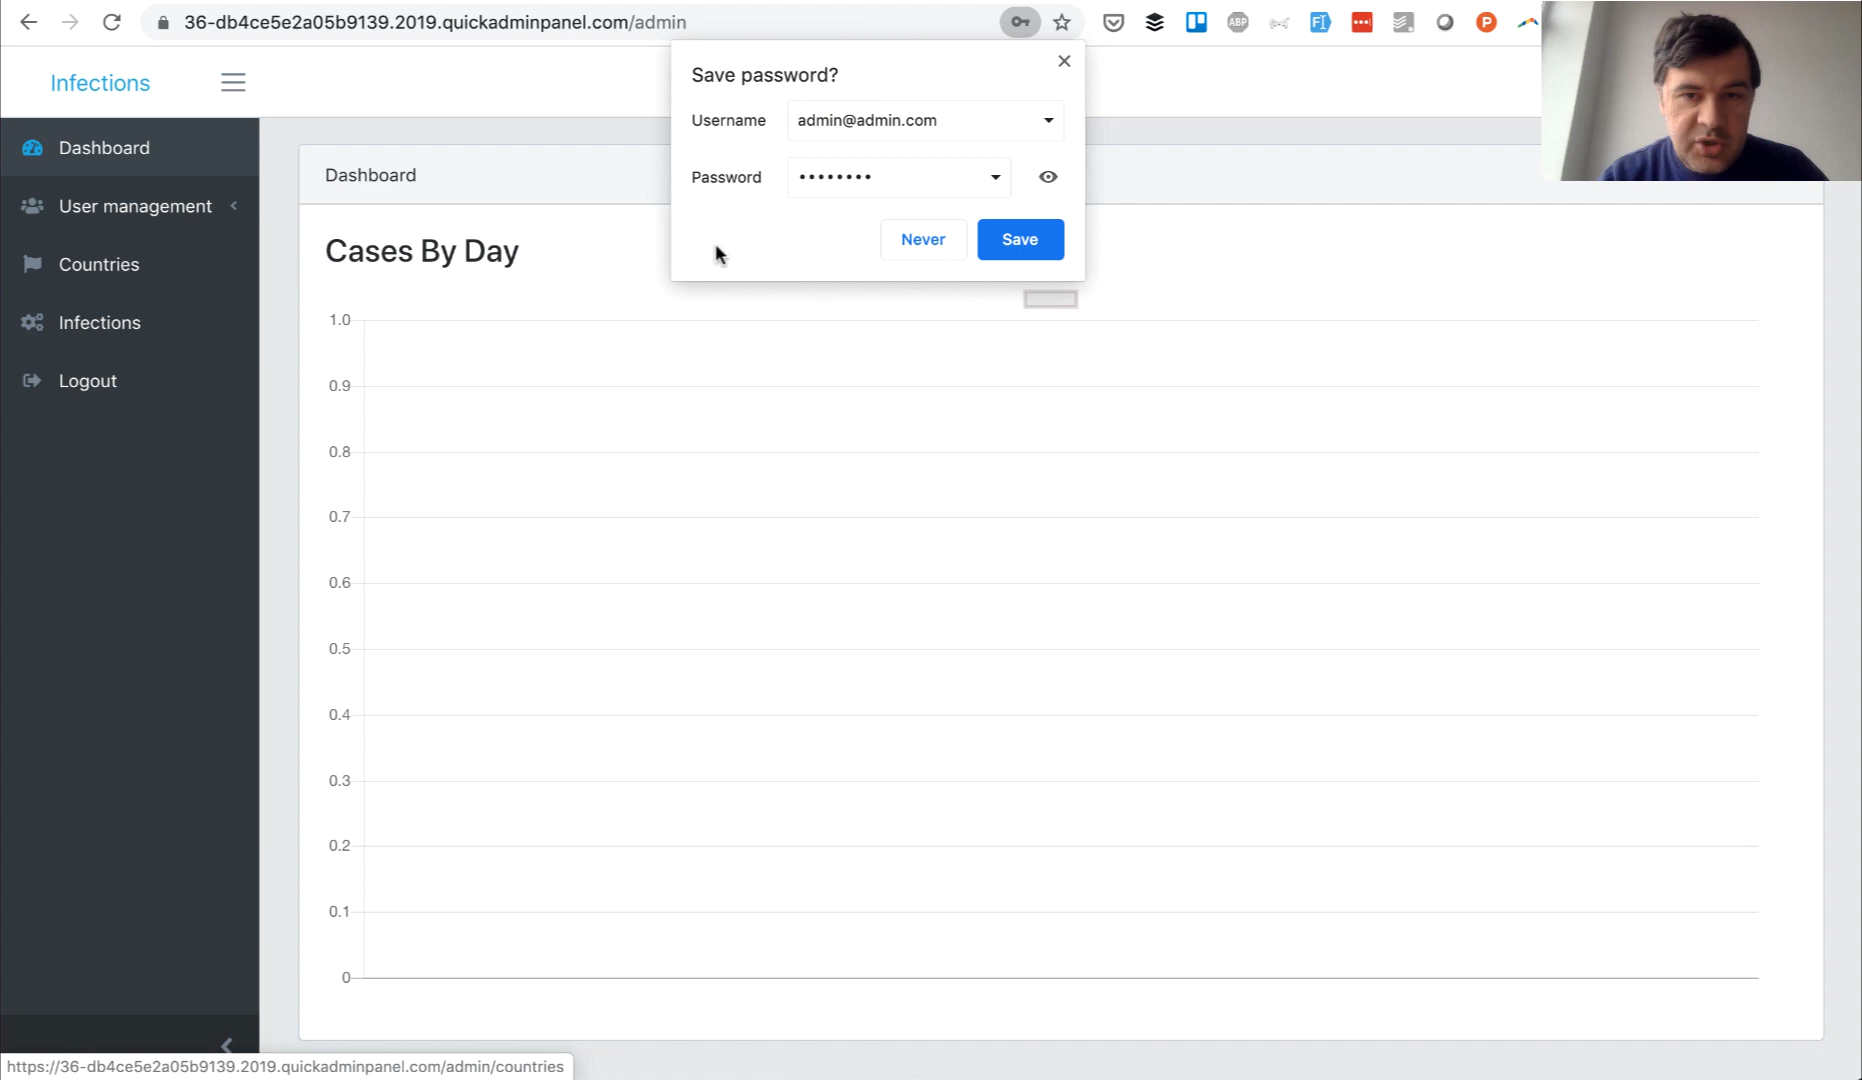 36-db4ce5e2a05b9139.2019.quickadminpanel.com/admin
ABP
P
Infections
Save password?
Username
admin@admin.com
Password
••••••••
Never
Save
Dashboard
User management
Countries
Infections
Logout
Dashboard
Cases By Day
1.0
0.9
0.8
0.7
0.6
0.5
0.4
0.3
0.2
0.1
0
https://36-db4ce5e2a05b9139.2019.quickadminpanel.com/admin/countries